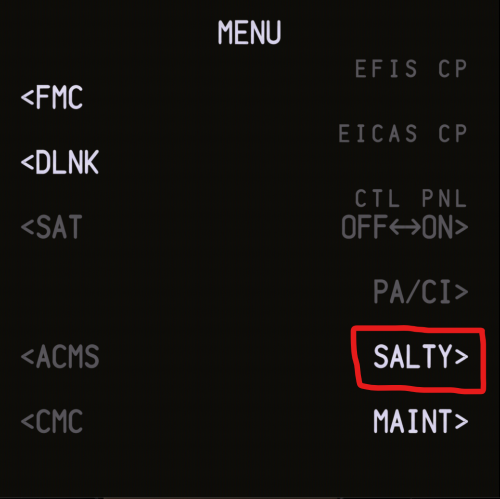 MENU
EFIS CP
<FMC
EICAS CP
<DLNK
CTL PNL
<SAT OFF↔ON>
PA/CI>
<ACMS SALTY>
<CMC MAINT>